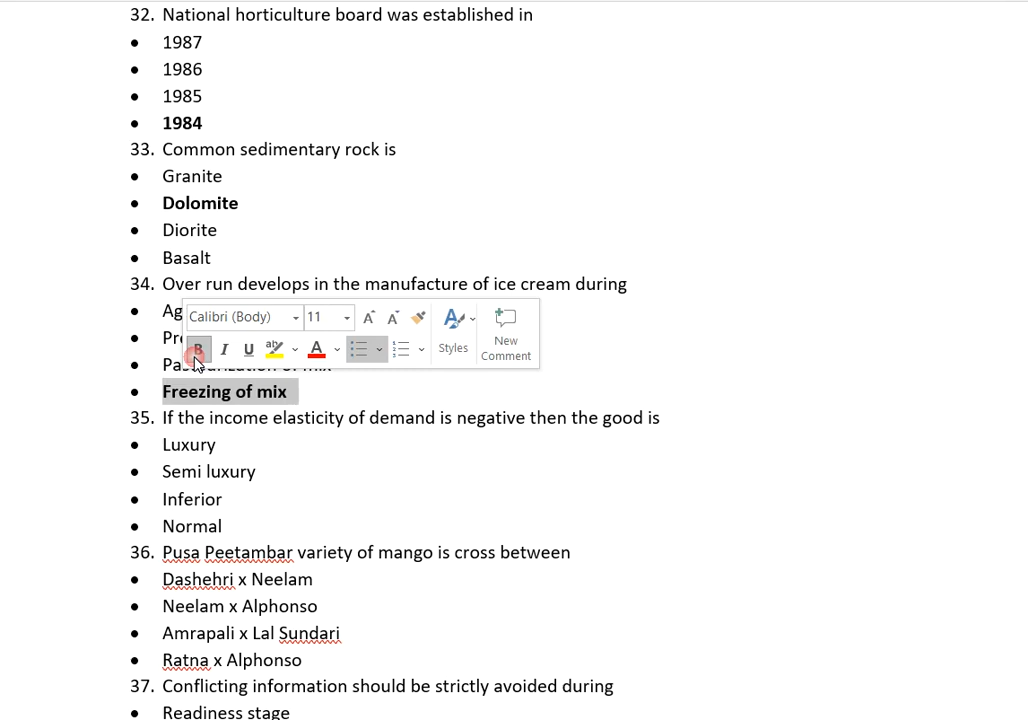 32. National horticulture board was established in
• 1987
• 1986
• 1985
• 1984
33. Common sedimentary rock is
• Granite
• Dolomite
• Diorite
• Basalt
34. Over run develops in the manufacture of ice cream during
• Ag
Calibri (Body) 11 A A A New
• Pr
B I U ab A Styles Comment
• Pa
• Freezing of mix
35. If the income elasticity of demand is negative then the good is
• Luxury
• Semi luxury
• Inferior
• Normal
36. Pusa Peetambar variety of mango is cross between
• Dashehri x Neelam
• Neelam x Alphonso
• Amrapali x Lal Sundari
• Ratna x Alphonso
37. Conflicting information should be strictly avoided during
• Readiness stage